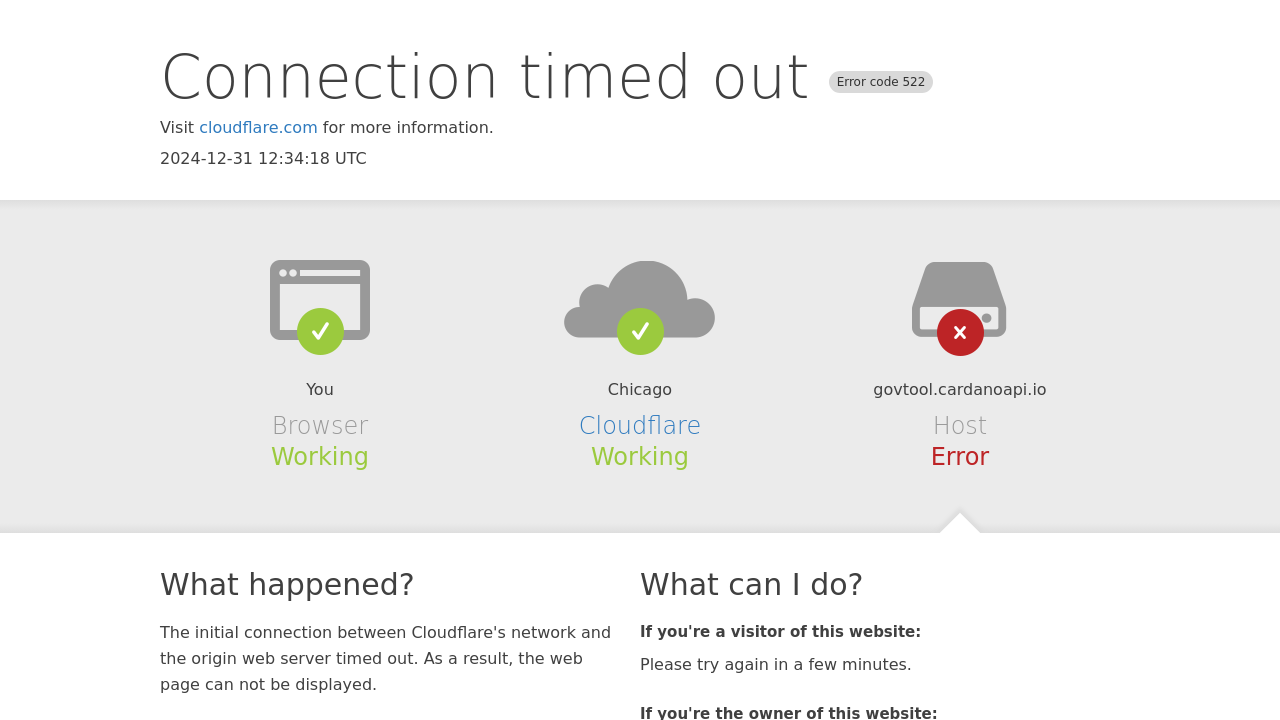 Connection timed out Error code 522
Visit cloudflare.com for more information.
2024-12-31 12:34:18 UTC
You
Browser
Working
Chicago
Cloudflare
Working
govtool.cardanoapi.io
Host
Error
What happened?
The initial connection between Cloudflare's network and
the origin web server timed out. As a result, the web
page can not be displayed.
What can I do?
If you're a visitor of this website:
Please try again in a few minutes.
If you're the owner of this website: